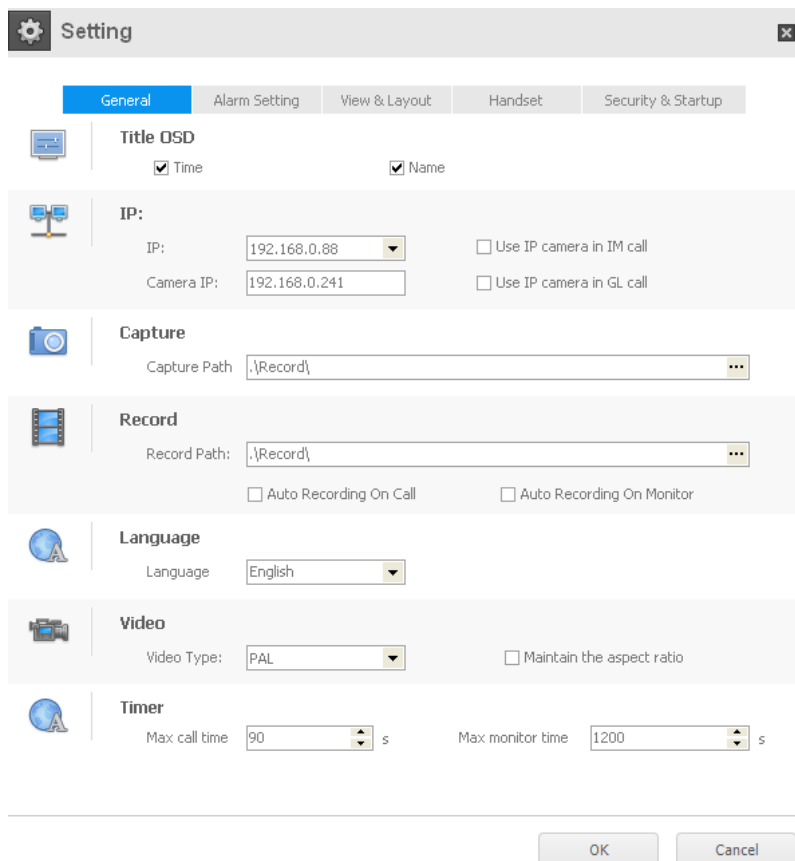 Setting
General Alarm Setting View & Layout Handset Security & Startup
Title OSD
Time Name
IP:
IP: 192.168.0.88 Use IP camera in IM call
Camera IP: 192.168.0.241 Use IP camera in GL call
Capture
Capture Path .\Record\ ...
Record
Record Path: .\Record\ ...
Auto Recording On Call Auto Recording On Monitor
Language
Language English
Video
Video Type: PAL Maintain the aspect ratio
Timer
Max call time 90 s Max monitor time 1200 s
OK Cancel